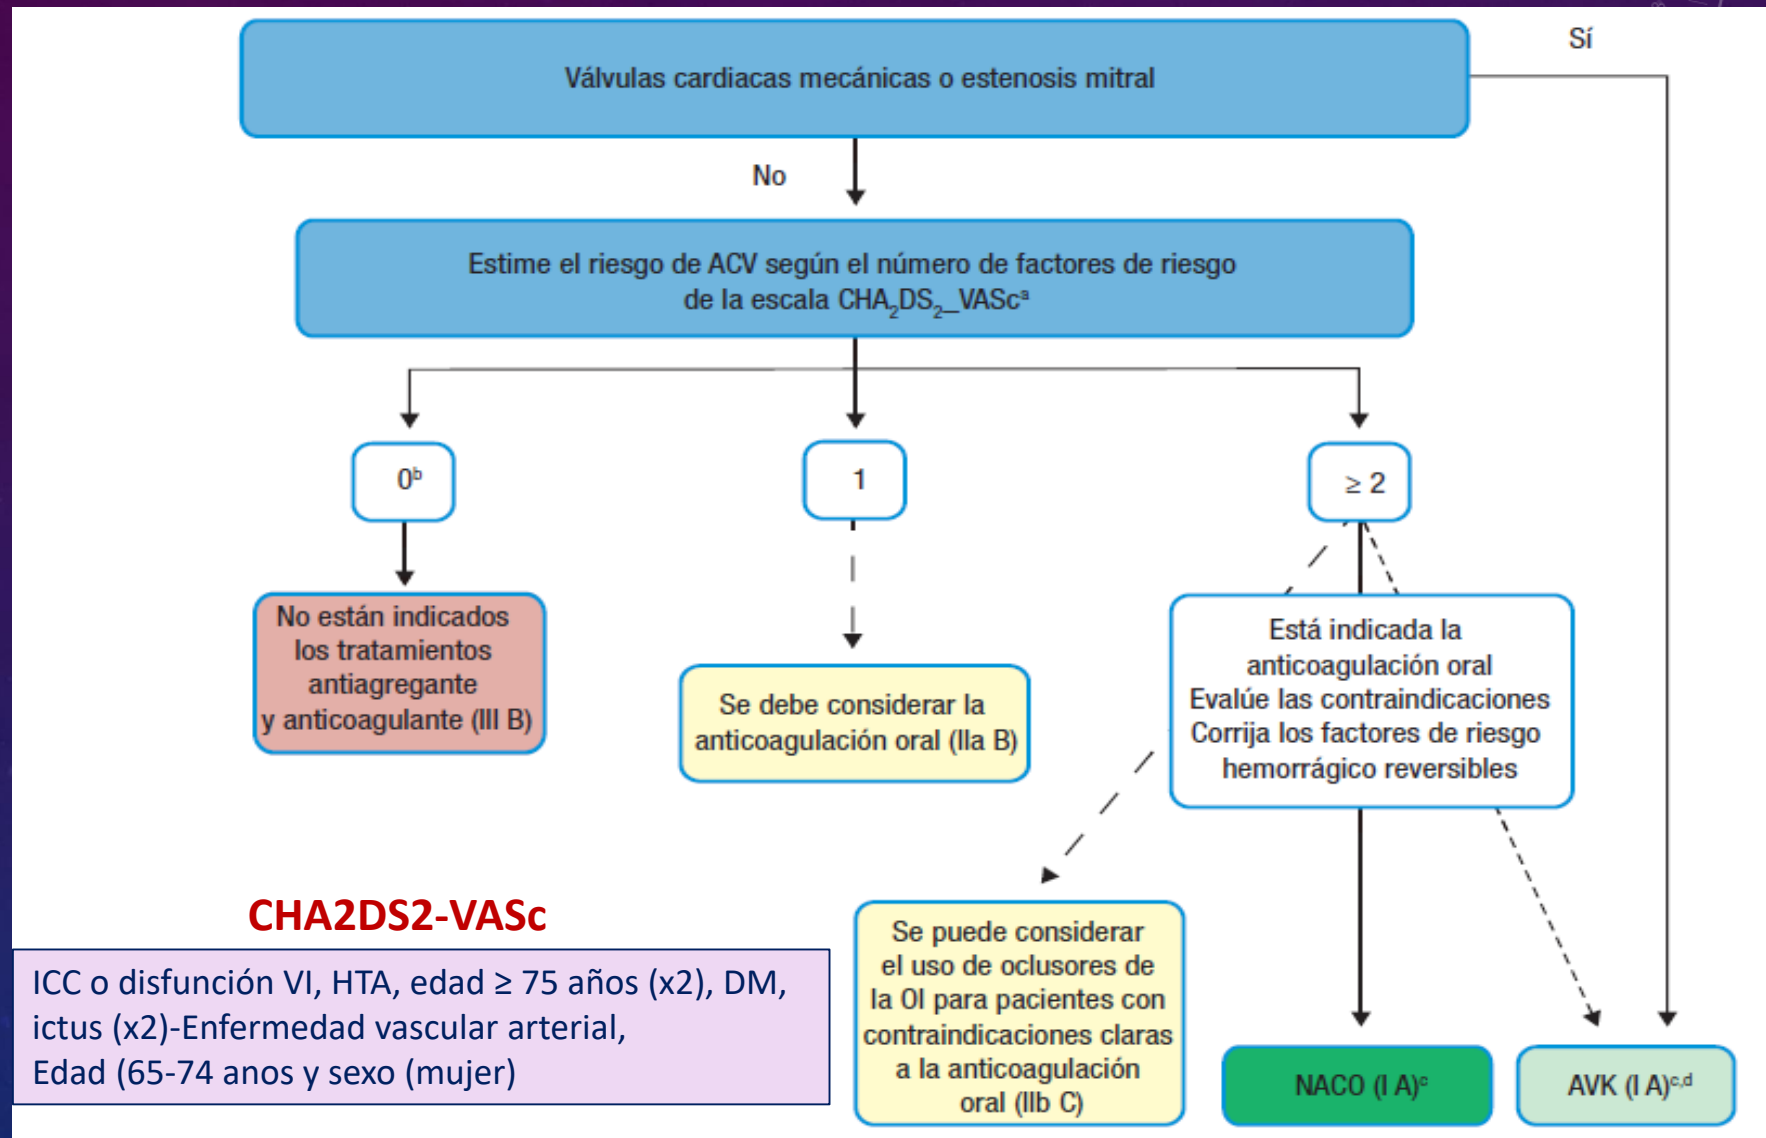 Válvulas cardiacas mecánicas o estenosis mitral
Sí
No
Estime el riesgo de ACV según el número de factores de riesgo
de la escala CHA₂DS₂_VAScᵃ
0ᵇ
1
≥ 2
No están indicados
los tratamientos
antiagregante
y anticoagulante (III B)
Se debe considerar la
anticoagulación oral (IIa B)
Está indicada la
anticoagulación oral
Evalúe las contraindicaciones
Corrija los factores de riesgo
hemorrágico reversibles
Se puede considerar
el uso de oclusores de
la OI para pacientes con
contraindicaciones claras
a la anticoagulación
oral (IIb C)
NACO (I A)ᶜ
AVK (I A)ᶜ,ᵈ
CHA2DS2-VASc
ICC o disfunción VI, HTA, edad ≥ 75 años (x2), DM,
ictus (x2)-Enfermedad vascular arterial,
Edad (65-74 anos y sexo (mujer)